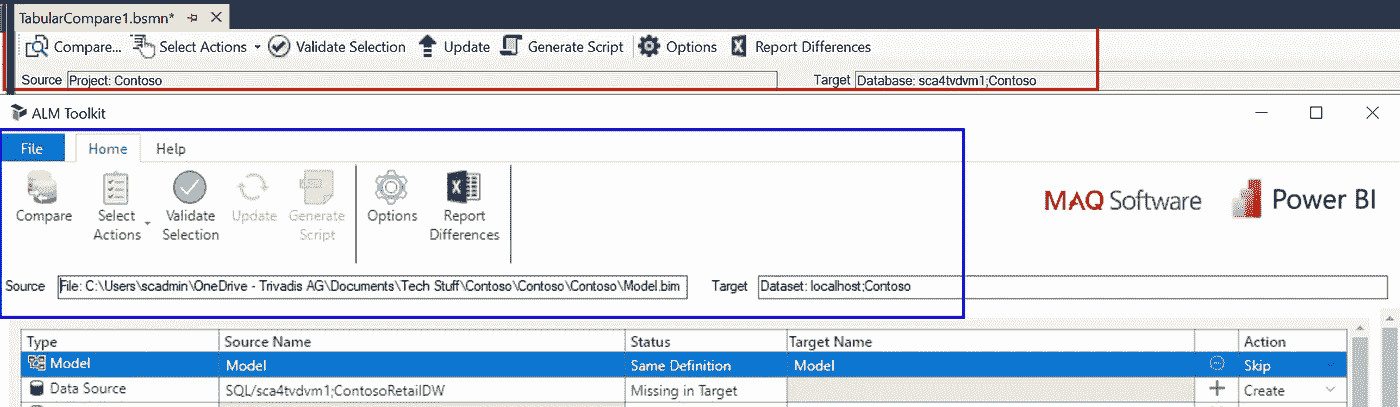 TabularCompare1.bsmn*
Compare... Select Actions Validate Selection Update Generate Script Options Report Differences
Source Project: Contoso Target Database: sca4tvdvm1;Contoso
ALM Toolkit
File Home Help
Compare Select Actions Validate Selection Update Generate Script Options Report Differences
MAQ Software Power BI
Source File: C:\Users\scadmin\OneDrive - Trivadis AG\Documents\Tech Stuff\Contoso\Contoso\Contoso\Model.bim Target Dataset: localhost;Contoso
Type Source Name Status Target Name Action
Model Model Same Definition Model Skip
Data Source SQL/sca4tvdvm1;ContosoRetailDW Missing in Target Create